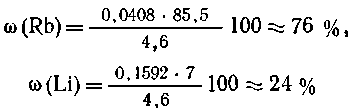 ω (Rb) = 0,0408 · 85,5 / 4,6 100 ≈ 76 %,
ω (Li) = 0,1592 · 7 / 4,6 100 ≈ 24 %